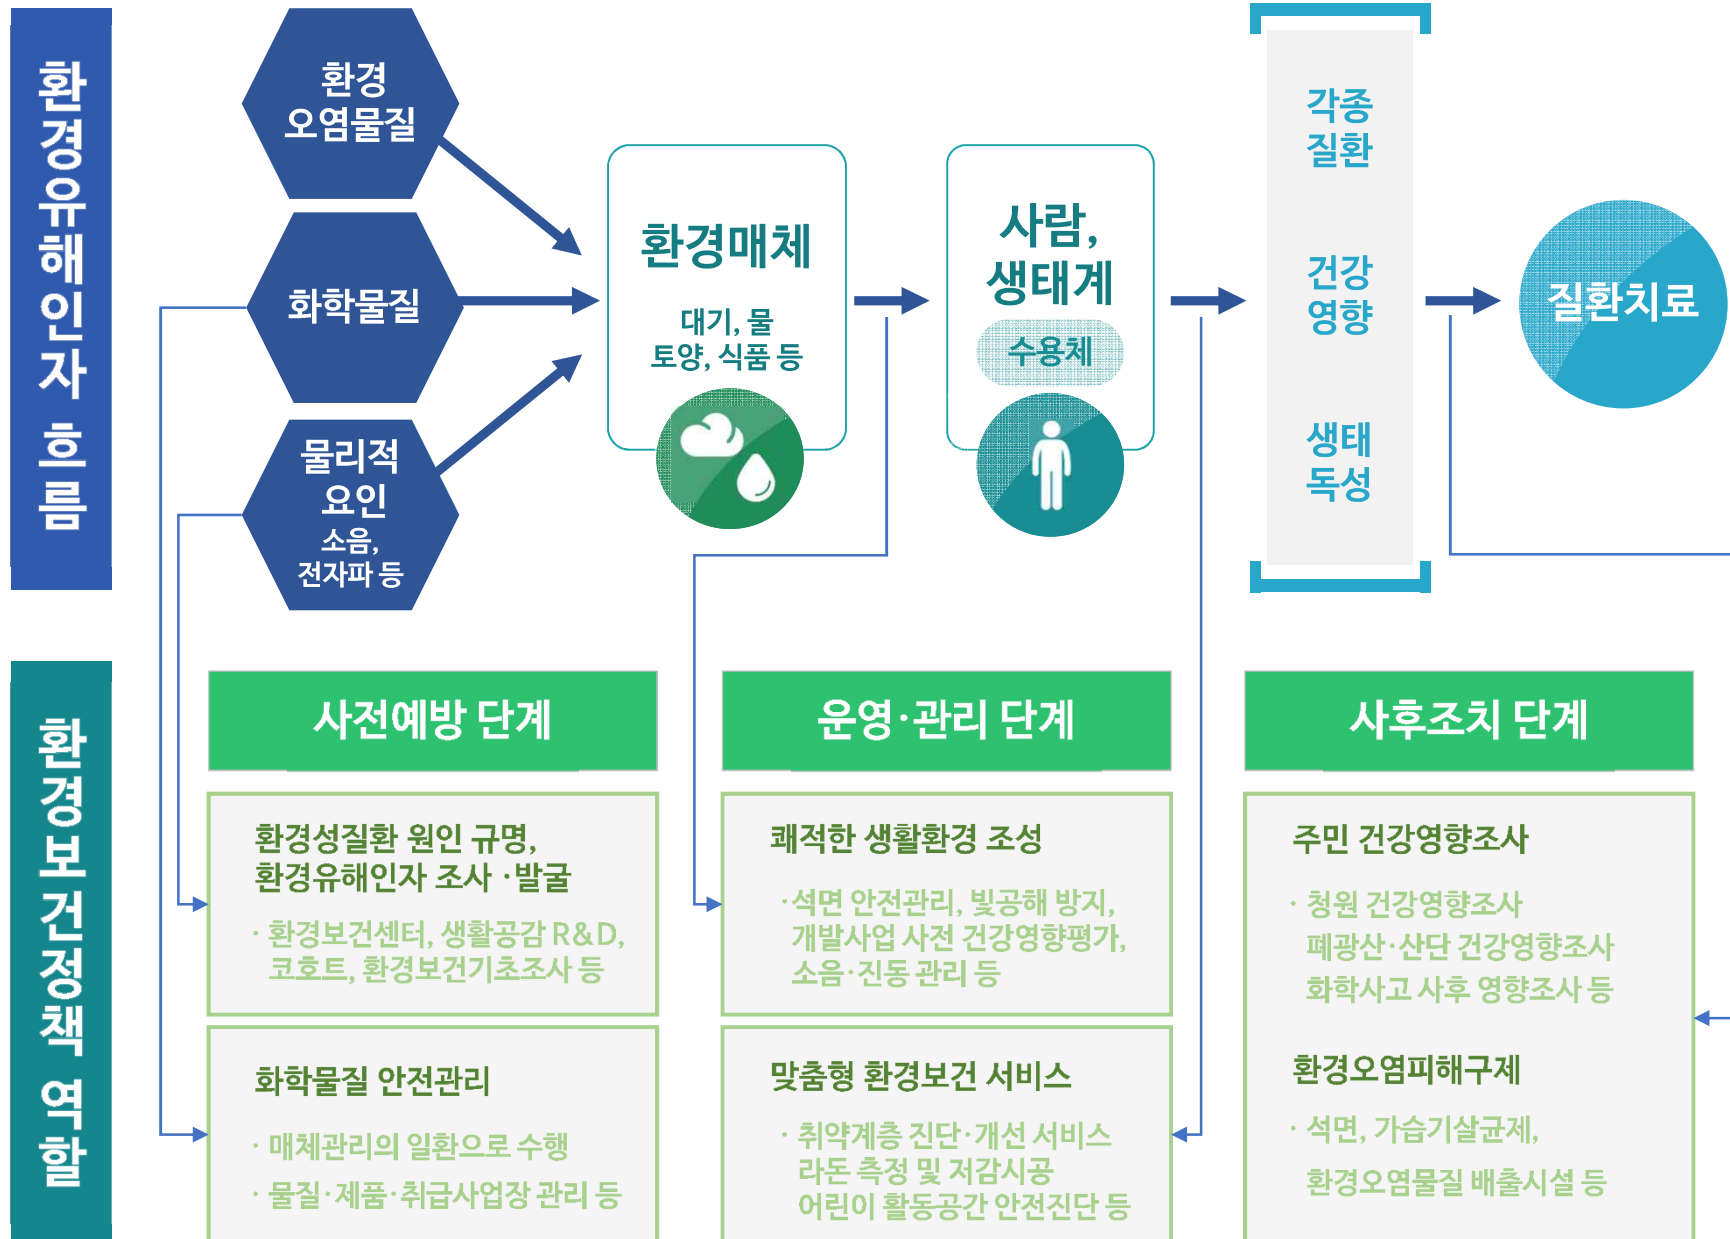 환경유해인자 흐름
환경
오염물질
화학물질
물리적
요인
소음,
전자파 등
환경매체
대기, 물
토양, 식품 등
사람,
생태계
수용체
각종
질환
건강
영향
생태
독성
질환치료
환경보건정책 역할
사전예방 단계
환경성질환 원인 규명,
환경유해인자 조사 ·발굴
· 환경보건센터, 생활공감 R&D,
코호트, 환경보건기초조사 등
화학물질 안전관리
· 매체관리의 일환으로 수행
· 물질·제품·취급사업장 관리 등
운영·관리 단계
쾌적한 생활환경 조성
·석면 안전관리, 빛공해 방지,
개발사업 사전 건강영향평가,
소음·진동 관리 등
맞춤형 환경보건 서비스
· 취약계층 진단·개선 서비스
라돈 측정 및 저감시공
어린이 활동공간 안전진단 등
사후조치 단계
주민 건강영향조사
· 청원 건강영향조사
폐광산·산단 건강영향조사
화학사고 사후 영향조사 등
환경오염피해구제
· 석면, 가습기살균제,
환경오염물질 배출시설 등